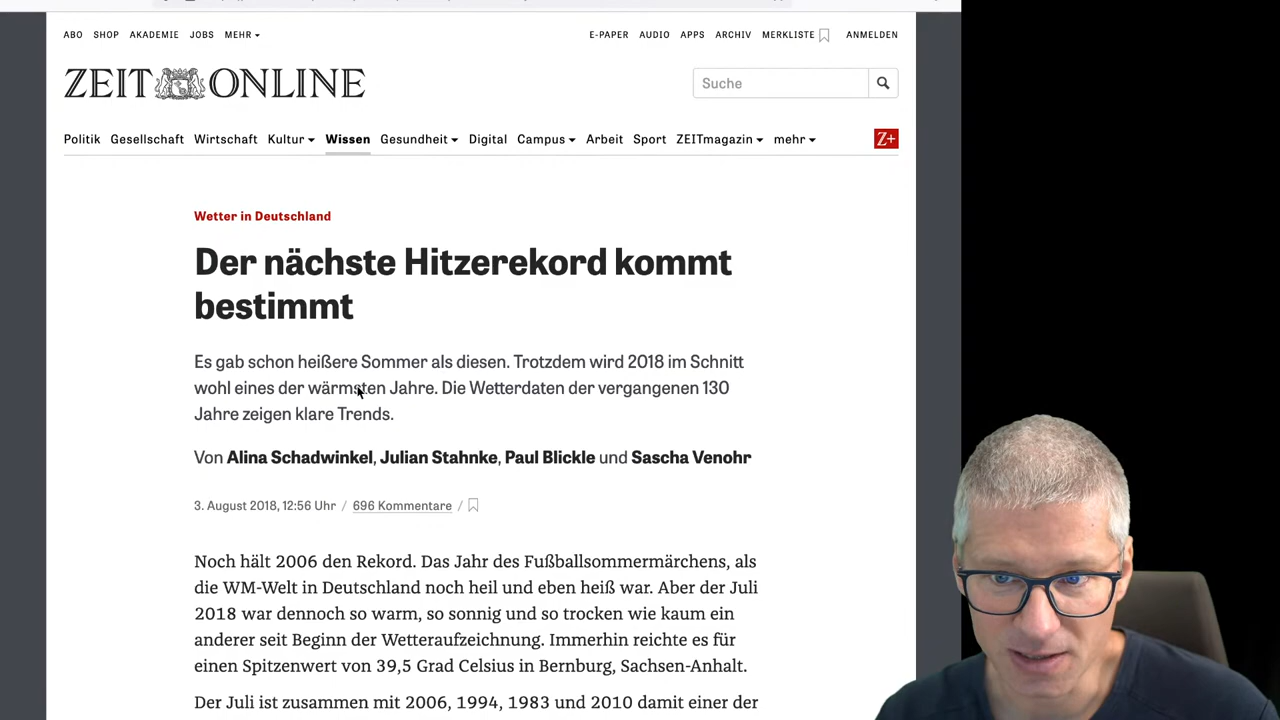 ABO SHOP AKADEMIE JOBS MEHR E-PAPER AUDIO APPS ARCHIV MERKLISTE ANMELDEN
ZEIT ONLINE
Suche
Politik Gesellschaft Wirtschaft Kultur Wissen Gesundheit Digital Campus Arbeit Sport ZEITmagazin mehr Z+
Wetter in Deutschland
Der nächste Hitzerekord kommt
bestimmt
Es gab schon heißere Sommer als diesen. Trotzdem wird 2018 im Schnitt
wohl eines der wärmsten Jahre. Die Wetterdaten der vergangenen 130
Jahre zeigen klare Trends.
Von Alina Schadwinkel, Julian Stahnke, Paul Blickle und Sascha Venohr
3. August 2018, 12:56 Uhr / 696 Kommentare /
Noch hält 2006 den Rekord. Das Jahr des Fußballsommermärchens, als
die WM-Welt in Deutschland noch heil und eben heiß war. Aber der Juli
2018 war dennoch so warm, so sonnig und so trocken wie kaum ein
anderer seit Beginn der Wetteraufzeichnung. Immerhin reichte es für
einen Spitzenwert von 39,5 Grad Celsius in Bernburg, Sachsen-Anhalt.
Der Juli ist zusammen mit 2006, 1994, 1983 und 2010 damit einer der